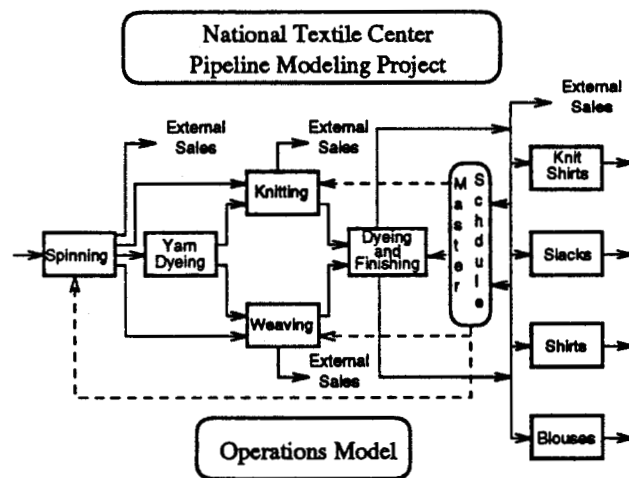 National Textile Center
Pipeline Modeling Project
External
Sales
External
Sales
External
Sales
Knitting
Knit
Shirts
Master
Schdule
Spinning
Yarn
Dyeing
Dyeing
and
Finishing
Slacks
Weaving
Shirts
External
Sales
Operations Model
Blouses